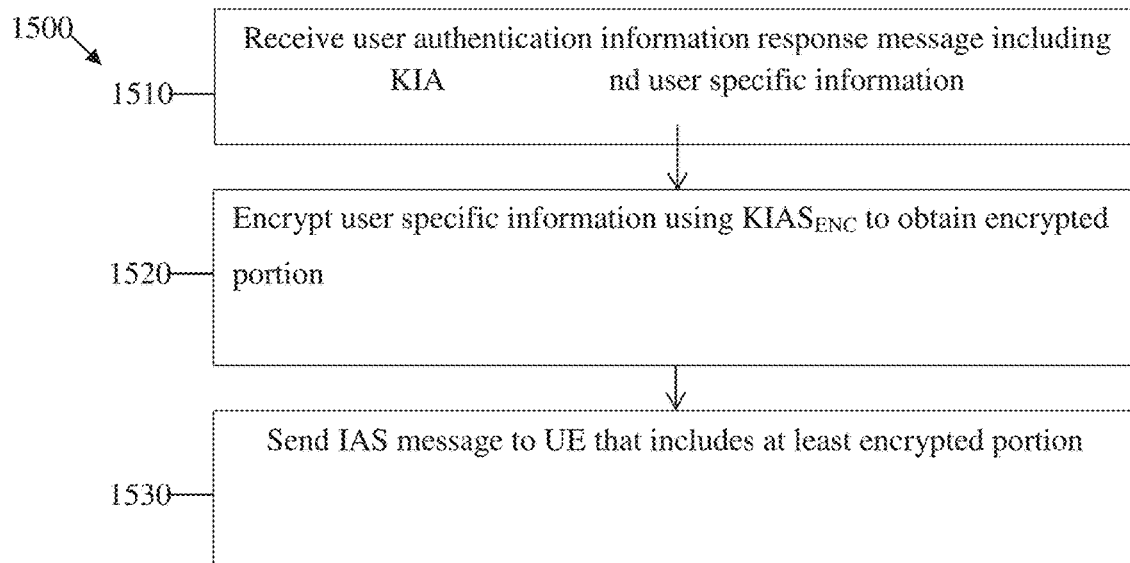 1500
Receive user authentication information response message including
KIA nd user specific information
1510
Encrypt user specific information using KIAS_ENC to obtain encrypted
portion
1520
Send IAS message to UE that includes at least encrypted portion
1530